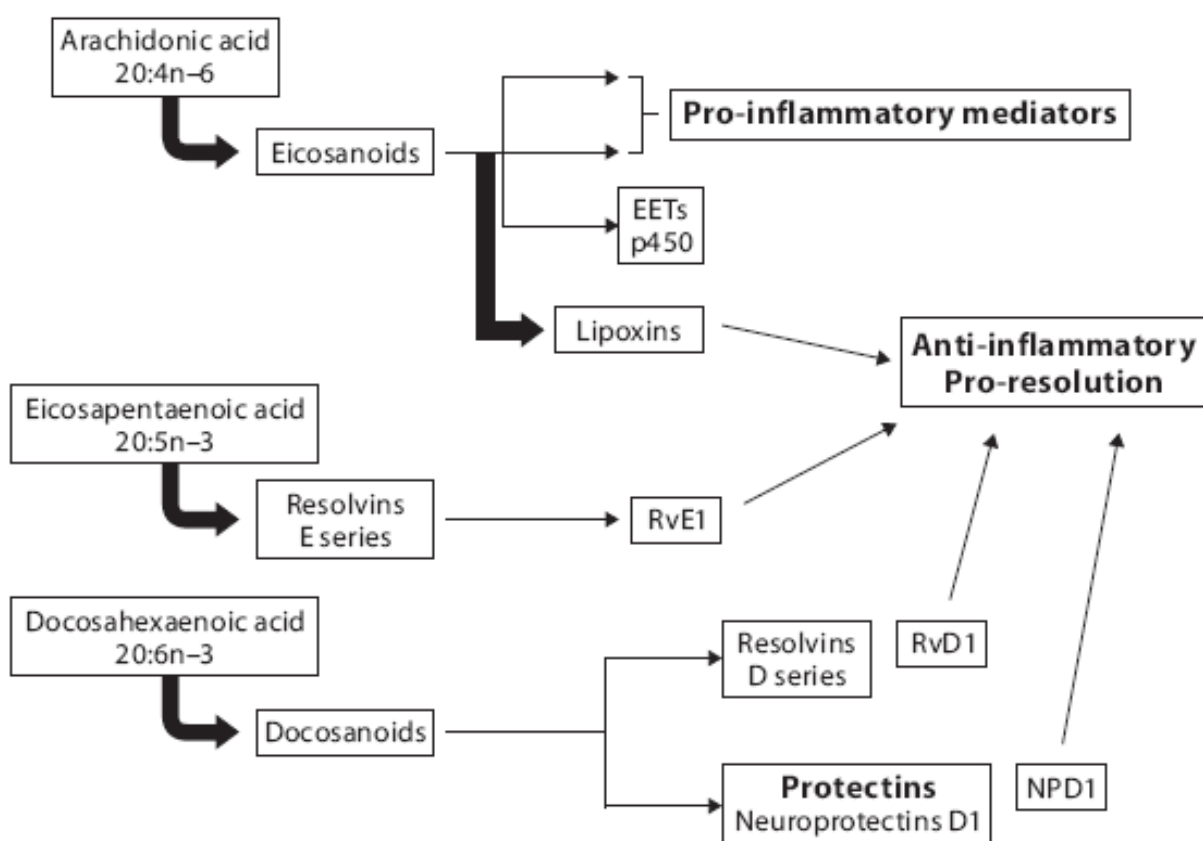 Arachidonic acid
20:4n–6
Eicosanoids
Pro-inflammatory mediators
EETs
p450
Lipoxins
Anti-inflammatory
Pro-resolution
Eicosapentaenoic acid
20:5n–3
Resolvins
E series
RvE1
Docosahexaenoic acid
20:6n–3
Docosanoids
Resolvins
D series
RvD1
Protectins
Neuroprotectins D1
NPD1